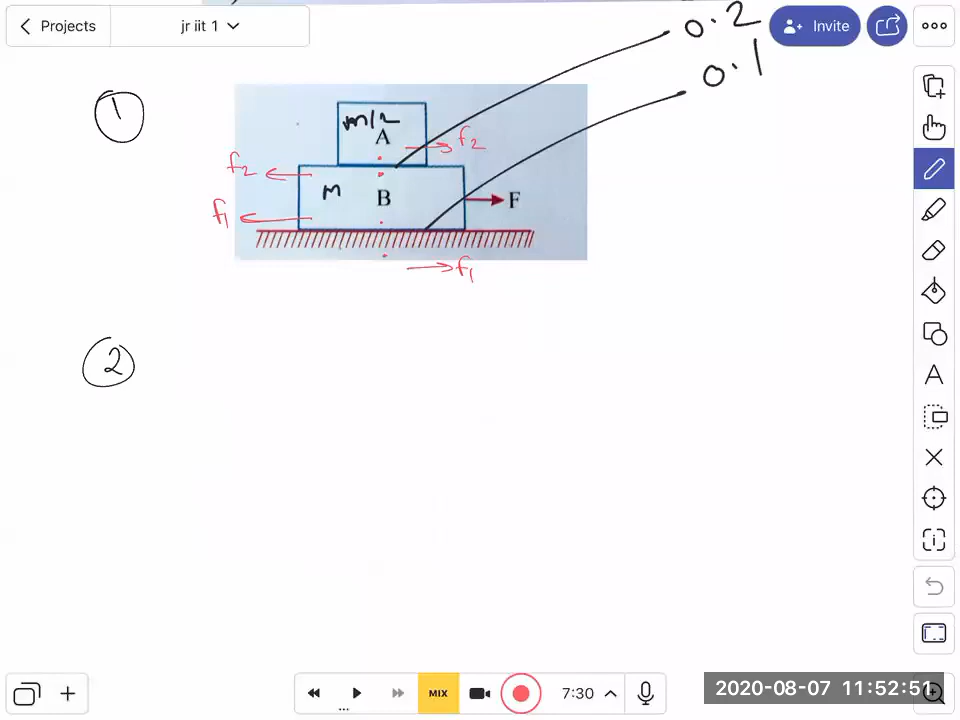 Projects
jr iit 1
Invite
0.2
0.1
1
m/2
A
f2
f2
m
B
F
f1
f1
2
MIX
7:30
2020-08-07 11:52:51
A